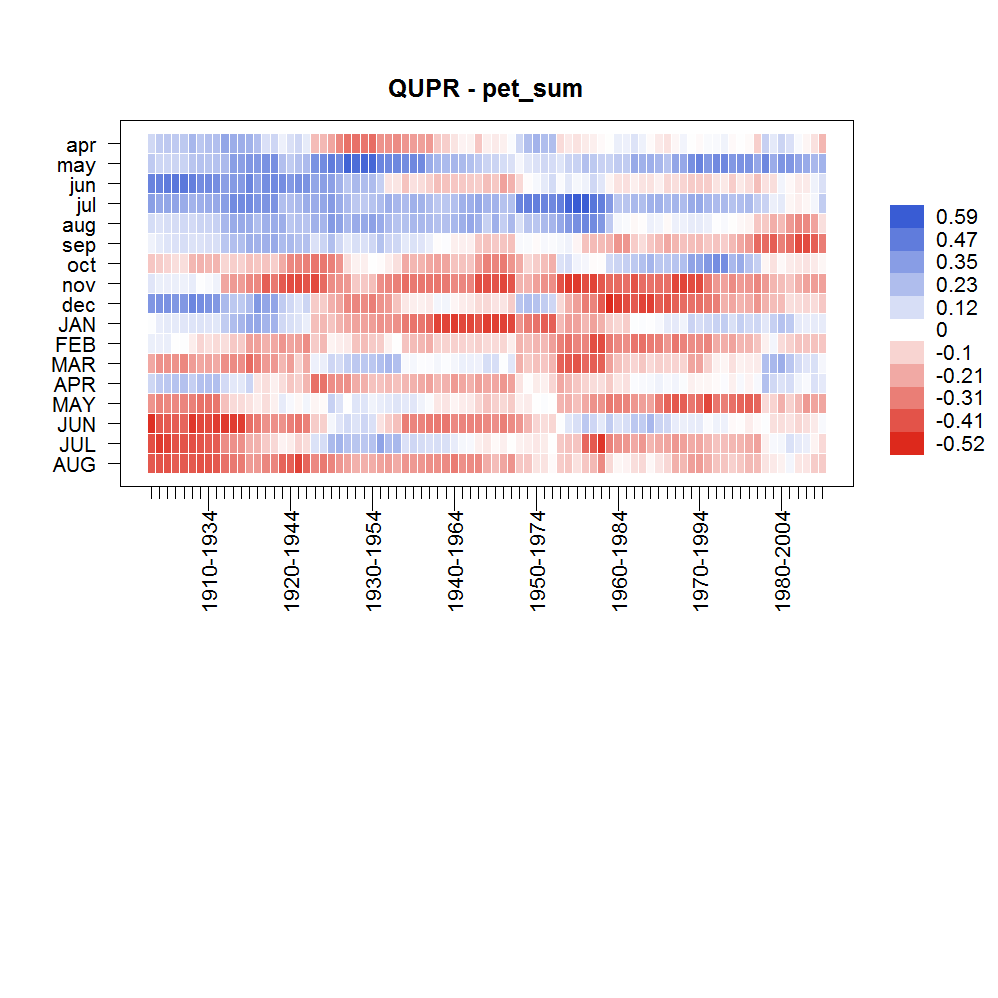 QUPR - pet_sum
apr
may
jun
jul
aug
sep
oct
nov
dec
JAN
FEB
MAR
APR
MAY
JUN
JUL
AUG
0.59
0.47
0.35
0.23
0.12
0
-0.1
-0.21
-0.31
-0.41
-0.52
1910-1934
1920-1944
1930-1954
1940-1964
1950-1974
1960-1984
1970-1994
1980-2004